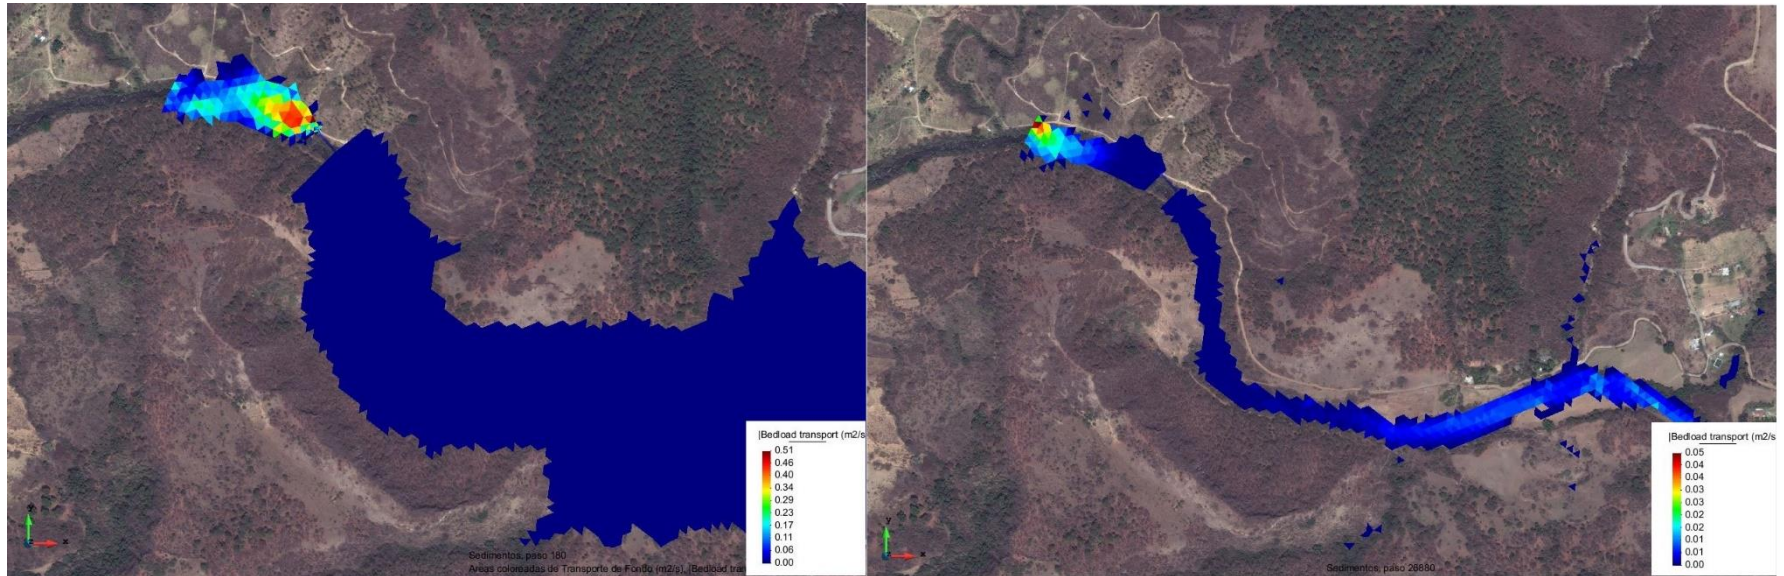 |Bedload transport (m2/s
0.51
0.46
0.40
0.34
0.29
0.23
0.17
0.11
0.06
0.00
y
x
Sedimentos, paso 180
Areas coloreadas de Transporte de Fondo (m2/s), |Bedload tran
|Bedload transport (m2/s
0.05
0.04
0.04
0.03
0.03
0.02
0.02
0.01
0.01
0.00
y
x
Sedimentos, paso 26680